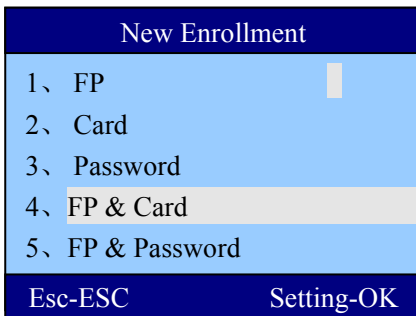 New Enrollment
1、 FP
2、 Card
3、 Password
4、 FP & Card
5、 FP & Password
Esc-ESC Setting-OK